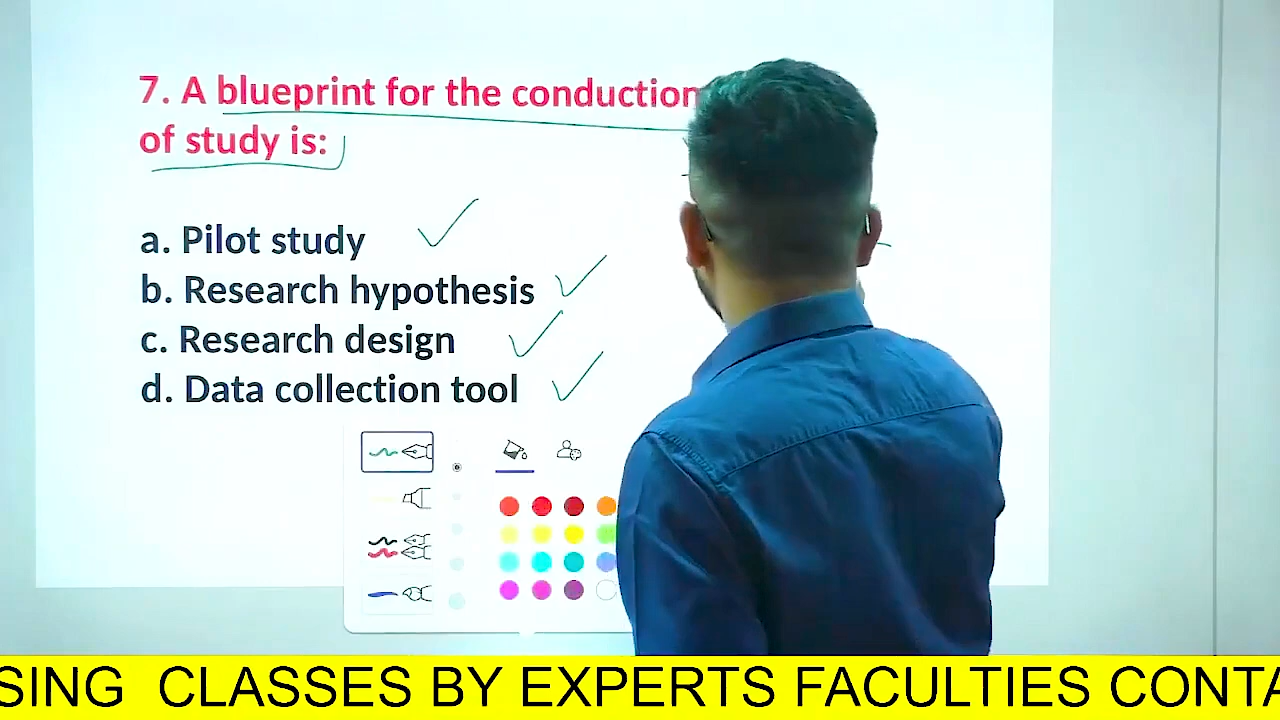 7. A blueprint for the conduction
of study is:
a. Pilot study
b. Research hypothesis
c. Research design
d. Data collection tool
SING CLASSES BY EXPERTS FACULTIES CONTA